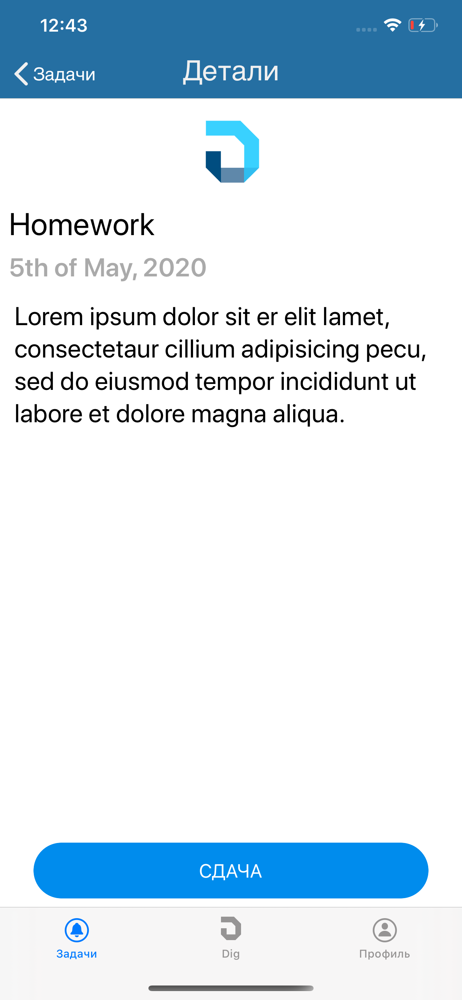 12:43
Задачи
Детали
Homework
5th of May, 2020
Lorem ipsum dolor sit er elit lamet,
consectetaur cillium adipisicing pecu,
sed do eiusmod tempor incididunt ut
labore et dolore magna aliqua.
СДАЧА
Задачи
Dig
Профиль